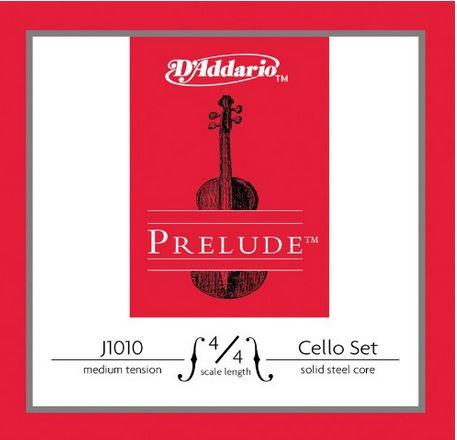 D'Addario™
PRELUDE™
J1010
medium tension
4/4
scale length
Cello Set
solid steel core